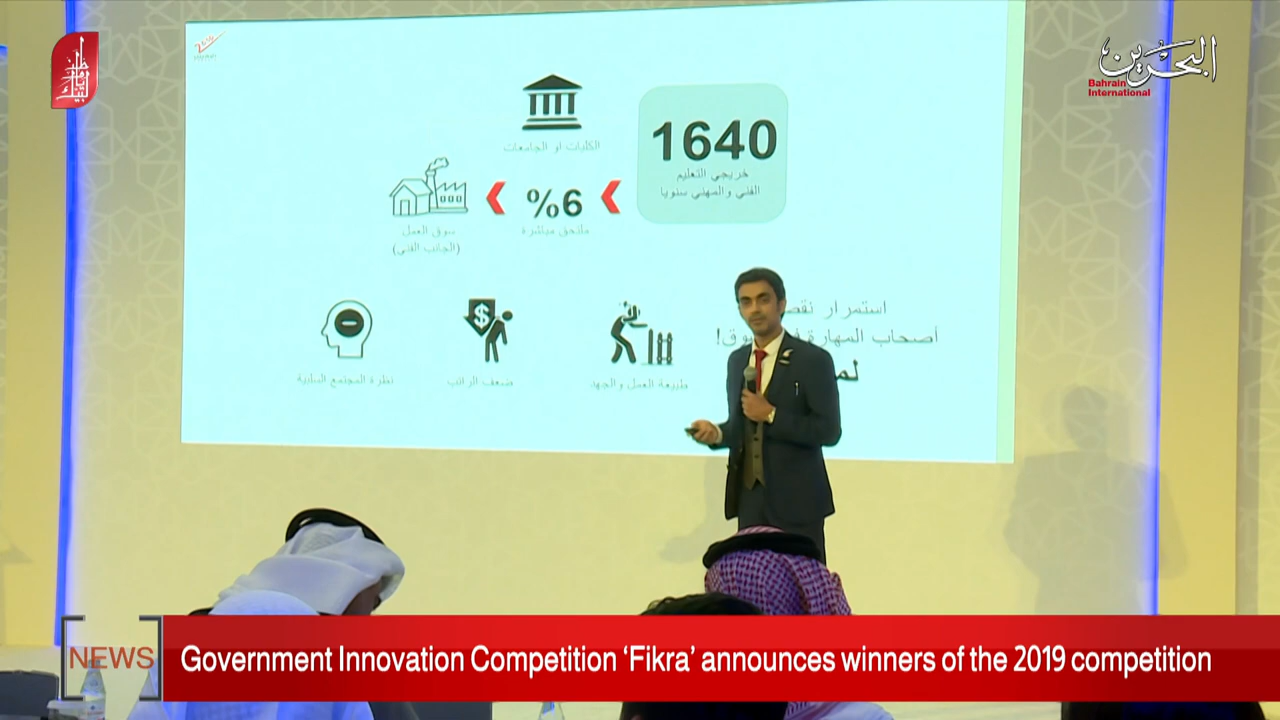 البحرين
Bahrain
International
الكليات او الجامعات
1640
خريجي التعليم
الفني والمهني سنويا
%6
سوق العمل
(الجانب الفني)
استمرار نقص
أصحاب المهارة
نظرة المجتمع السلبية
ضعف الراتب
طبيعة العمل والجهد
NEWS
Government Innovation Competition ‘Fikra’ announces winners of the 2019 competition